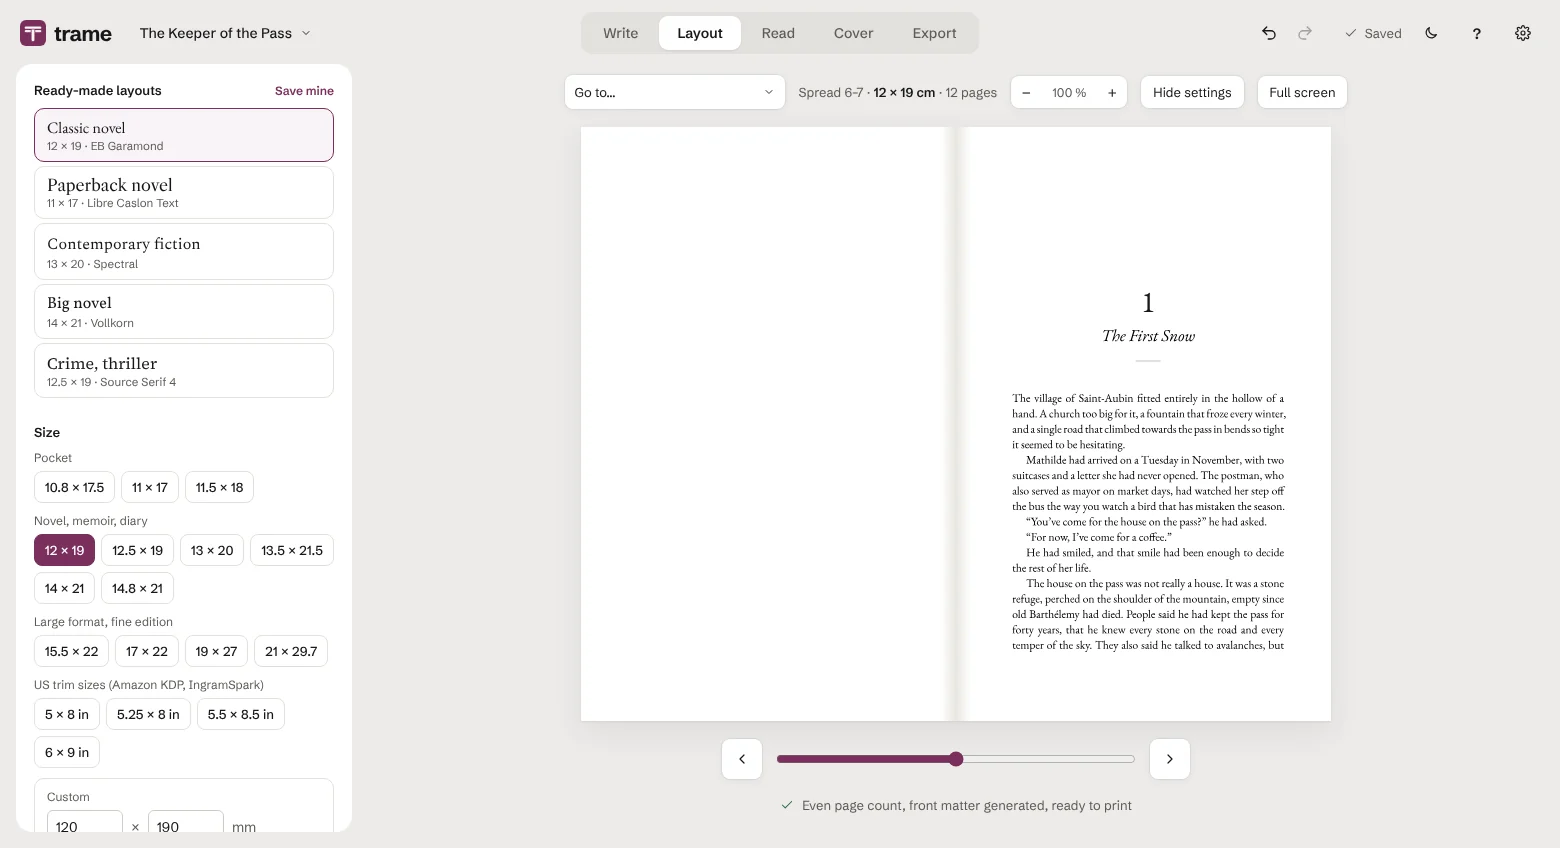 trame
The Keeper of the Pass
Write
Layout
Read
Cover
Export
Saved
?
Ready-made layouts
Save mine
Classic novel
12 × 19 · EB Garamond
Paperback novel
11 × 17 · Libre Caslon Text
Contemporary fiction
13 × 20 · Spectral
Big novel
14 × 21 · Vollkorn
Crime, thriller
12.5 × 19 · Source Serif 4
Size
Pocket
10.8 × 17.5
11 × 17
11.5 × 18
Novel, memoir, diary
12 × 19
12.5 × 19
13 × 20
13.5 × 21.5
14 × 21
14.8 × 21
Large format, fine edition
15.5 × 22
17 × 22
19 × 27
21 × 29.7
US trim sizes (Amazon KDP, IngramSpark)
5 × 8 in
5.25 × 8 in
5.5 × 8.5 in
6 × 9 in
Custom
120 × 190 mm
Go to...
Spread 6-7 · 12 × 19 cm · 12 pages
− 100 % +
Hide settings
Full screen
1
The First Snow
The village of Saint-Aubin fitted entirely in the hollow of a
hand. A church too big for it, a fountain that froze every winter,
and a single road that climbed towards the pass in bends so tight
it seemed to be hesitating.
Mathilde had arrived on a Tuesday in November, with two
suitcases and a letter she had never opened. The postman, who
also served as mayor on market days, had watched her step off
the bus the way you watch a bird that has mistaken the season.
“You’ve come for the house on the pass?” he had asked.
“For now, I’ve come for a coffee.”
He had smiled, and that smile had been enough to decide
the rest of her life.
The house on the pass was not really a house. It was a stone
refuge, perched on the shoulder of the mountain, empty since
old Barthélemy had died. People said he had kept the pass for
forty years, that he knew every stone on the road and every
temper of the sky. They also said he talked to avalanches, but
Even page count, front matter generated, ready to print